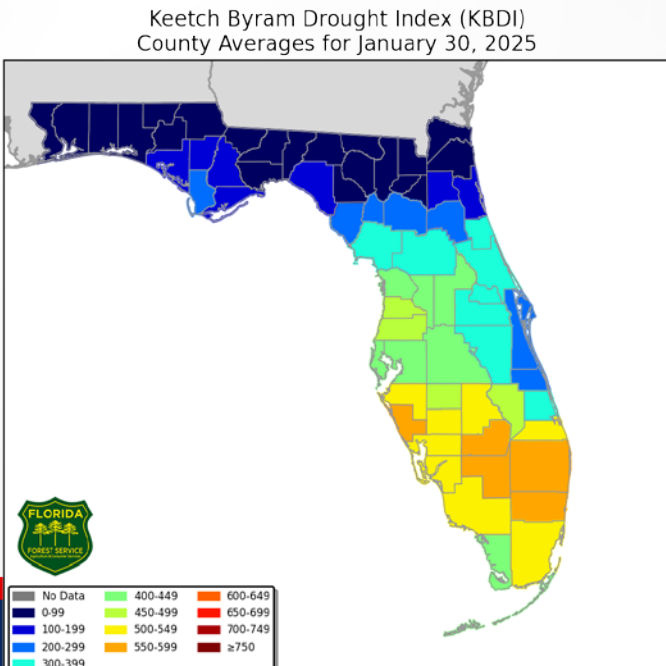 Keetch Byram Drought Index (KBDI)
County Averages for January 30, 2025
FLORIDA
FOREST SERVICE
No Data
0-99
100-199
200-299
300-399
400-449
450-499
500-549
550-599
600-649
650-699
700-749
≥750